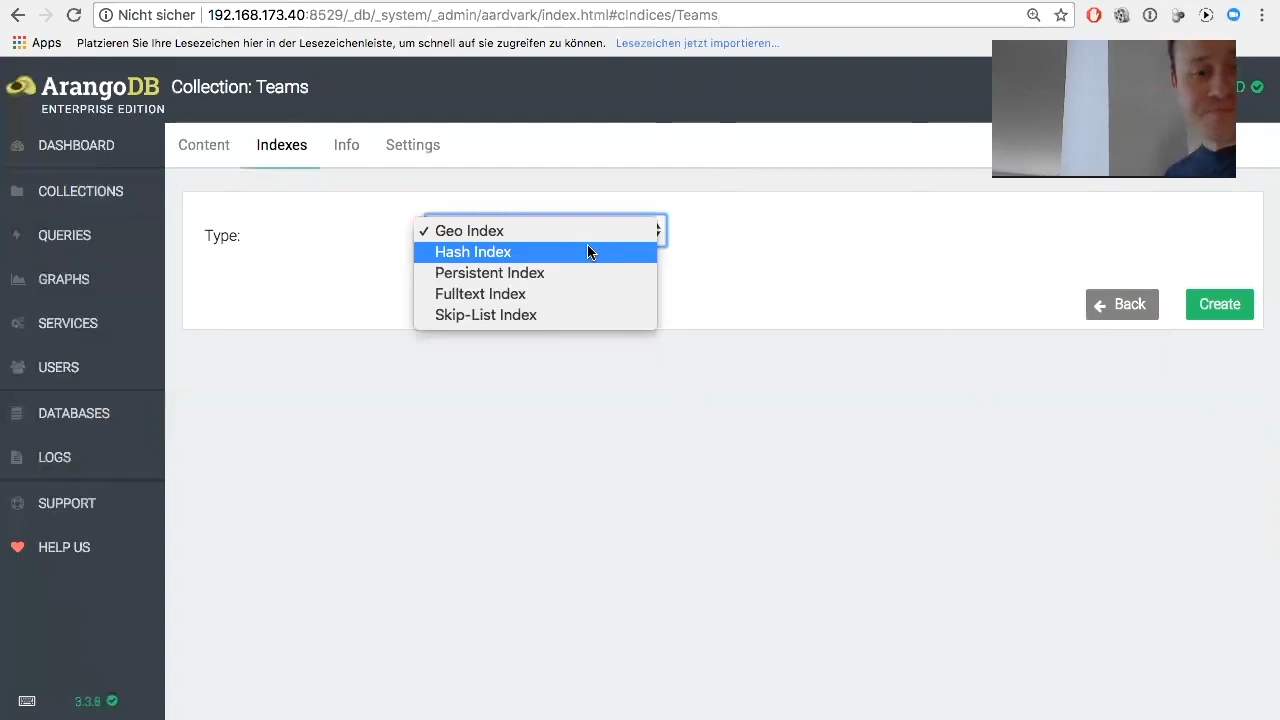 Nicht sicher 192.168.173.40:8529/_db/_system/_admin/aardvark/index.html#cIndices/Teams
Apps Platzieren Sie Ihre Lesezeichen hier in der Lesezeichenleiste, um schnell auf sie zugreifen zu können. Lesezeichen jetzt importieren...
ArangoDB Collection: Teams
ENTERPRISE EDITION
DASHBOARD
COLLECTIONS
QUERIES
GRAPHS
SERVICES
USERS
DATABASES
LOGS
SUPPORT
HELP US
3.3.8
Content Indexes Info Settings
Type:
✓ Geo Index
Hash Index
Persistent Index
Fulltext Index
Skip-List Index
Back Create